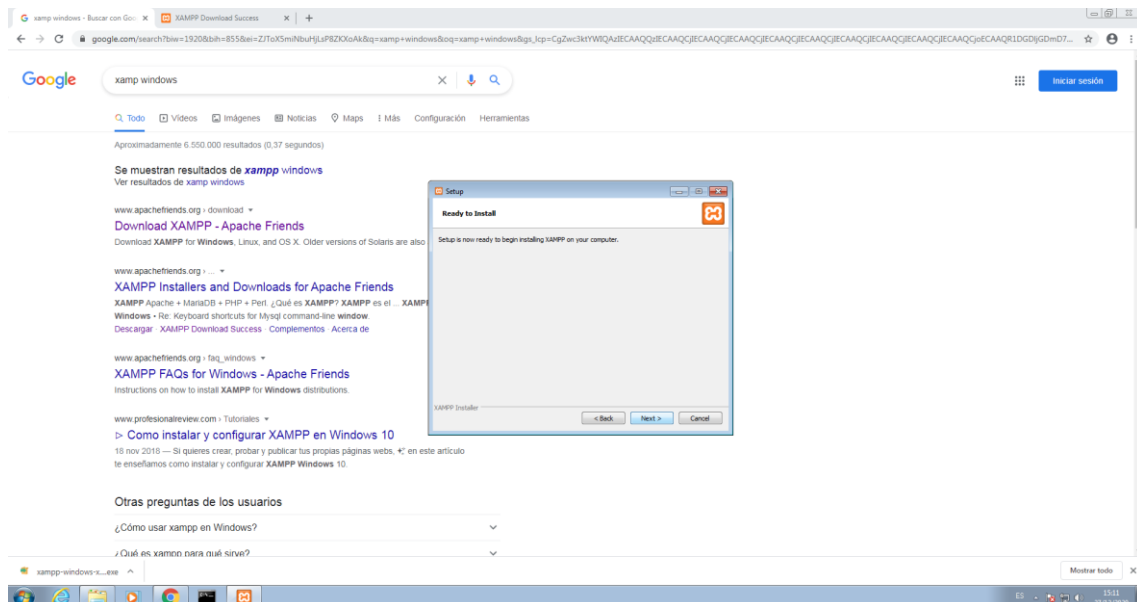 xamp windows - Buscar con Goo
XAMPP Download Success
google.com/search?biw=1920&bih=855&ei=
Google
xamp windows
Iniciar sesión
Todo Vídeos Imágenes Noticias Maps Más Configuración Herramientas
Aproximadamente 6.550.000 resultados (0,37 segundos)
Se muestran resultados de xampp windows
Ver resultados de xamp windows
www.apachefriends.org › download
Download XAMPP - Apache Friends
Download XAMPP for Windows, Linux, and OS X. Older versions of Solaris are also
www.apachefriends.org › ...
XAMPP Installers and Downloads for Apache Friends
XAMPP Apache + MariaDB + PHP + Perl. ¿Qué es XAMPP? XAMPP es el ... XAMPP
Windows • Re: Keyboard shortcuts for Mysql command-line window.
Descargar · XAMPP Download Success · Complementos · Acerca de
www.apachefriends.org › faq_windows
XAMPP FAQs for Windows - Apache Friends
Instructions on how to install XAMPP for Windows distributions.
www.profesionalreview.com › Tutoriales
▷ Como instalar y configurar XAMPP en Windows 10
18 nov 2018 — Si quieres crear, probar y publicar tus propias páginas webs, en este artículo
te enseñamos como instalar y configurar XAMPP Windows 10.
Otras preguntas de los usuarios
¿Cómo usar xampp en Windows?
¿Qué es xampp para qué sirve?
Setup
Ready to Install
Setup is now ready to begin installing XAMPP on your computer.
XAMPP Installer
< Back Next > Cancel
xampp-windows-x....exe
Mostrar todo
ES
15:11